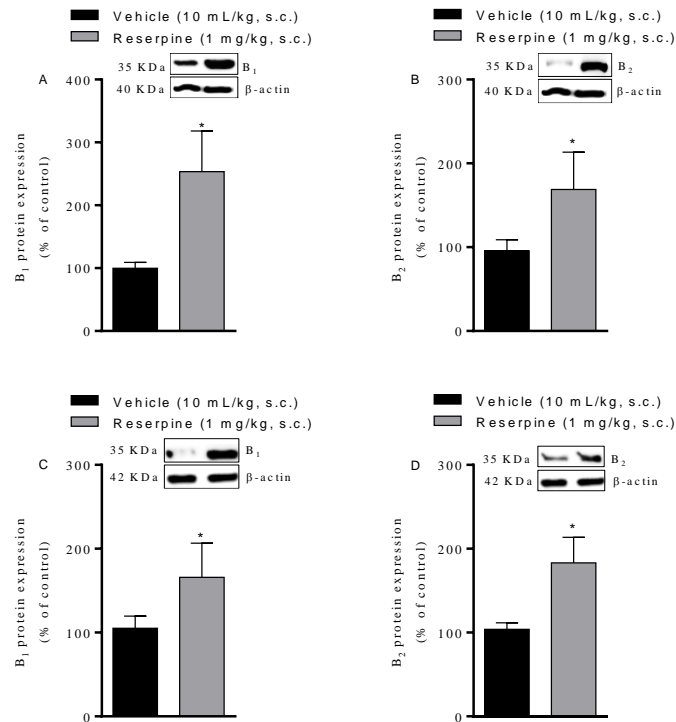 Vehicle (10 mL/kg, s.c.)
Reserpine (1 mg/kg, s.c.)
A
35 KDa
B1
40 KDa
β-actin
400
300
200
100
0
B1 protein expression
(% of control)
*
Vehicle (10 mL/kg, s.c.)
Reserpine (1 mg/kg, s.c.)
B
35 KDa
B2
40 KDa
β-actin
300
200
100
0
B2 protein expression
(% of control)
*
Vehicle (10 mL/kg, s.c.)
Reserpine (1 mg/kg, s.c.)
C
35 KDa
B1
42 KDa
β-actin
300
200
100
0
B1 protein expression
(% of control)
*
Vehicle (10 mL/kg, s.c.)
Reserpine (1 mg/kg, s.c.)
D
35 KDa
B2
42 KDa
β-actin
300
200
100
0
B2 protein expression
(% of control)
*